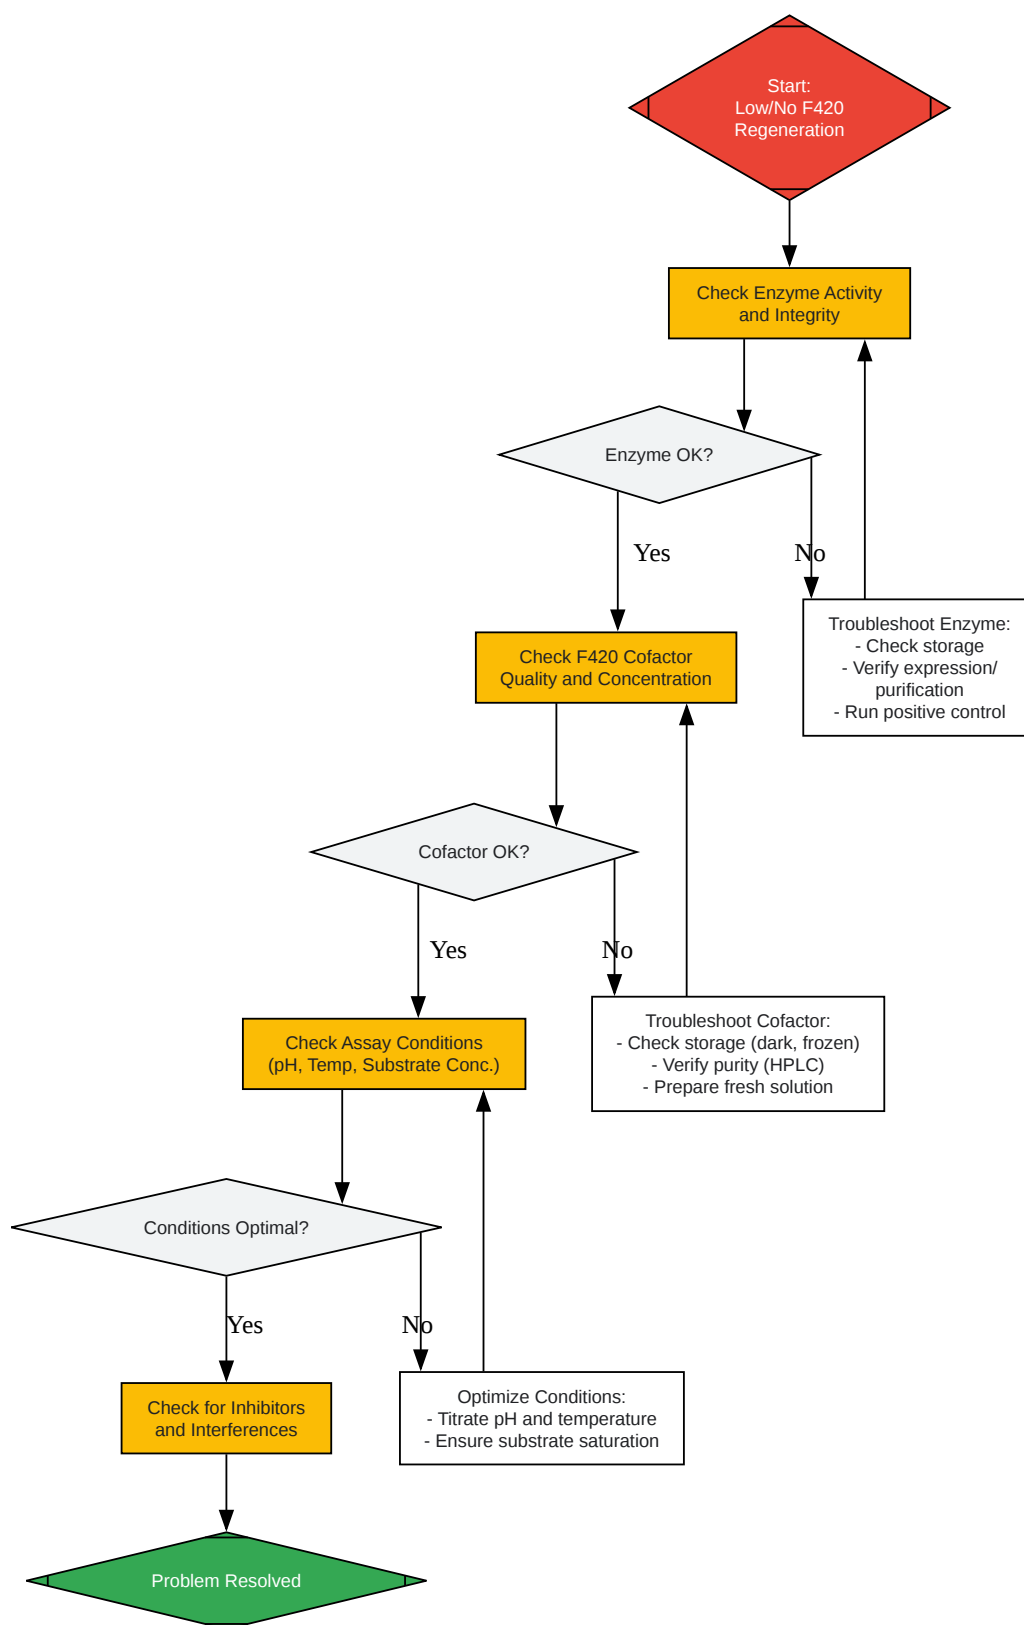 Start:
Low/No F420
Regeneration
Check Enzyme Activity
and Integrity
Enzyme OK?
Yes
No
Troubleshoot Enzyme:
- Check storage
- Verify expression/
purification
- Run positive control
Check F420 Cofactor
Quality and Concentration
Cofactor OK?
Yes
No
Troubleshoot Cofactor:
- Check storage (dark, frozen)
- Verify purity (HPLC)
- Prepare fresh solution
Check Assay Conditions
(pH, Temp, Substrate Conc.)
Conditions Optimal?
Yes
No
Optimize Conditions:
- Titrate pH and temperature
- Ensure substrate saturation
Check for Inhibitors
and Interferences
Problem Resolved